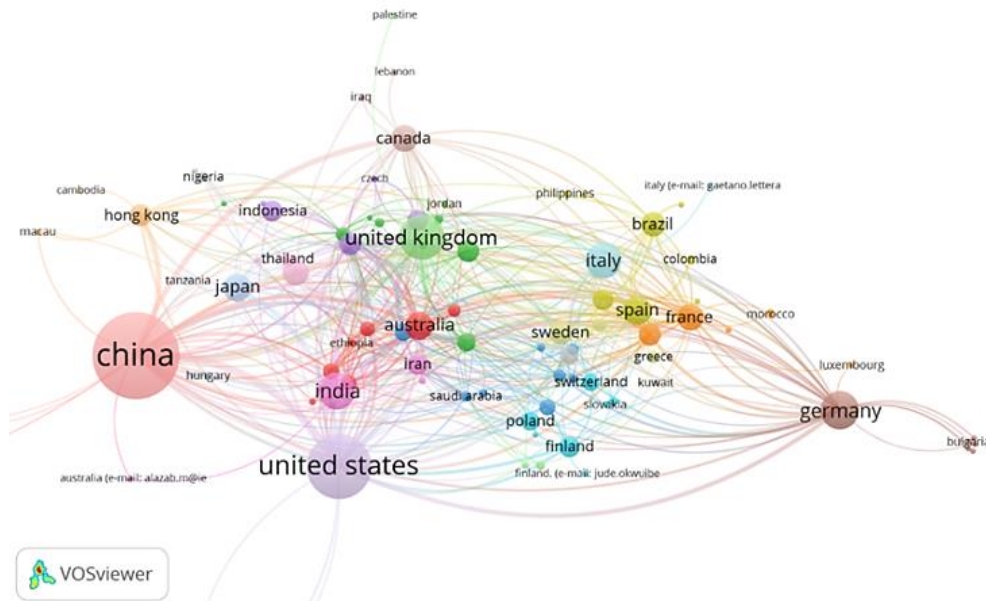 palestine
lebanon
iraq
canada
nigeria
czech
cambodia
philippines
italy (e-mail: gaetano.lettera
hong kong
indonesia
jordan
brazil
macau
united kingdom
thailand
italy
colombia
tanzania
japan
spain
france
morocco
australia
sweden
ethiopia
china
iran
greece
luxembourg
hungary
india
saudi arabia
switzerland
kuwait
slovakia
germany
poland
finland
bulgaria
united states
australia (e-mail: alazab.m@ie
finland. (e-mail: jude.okwuibe
VOSviewer